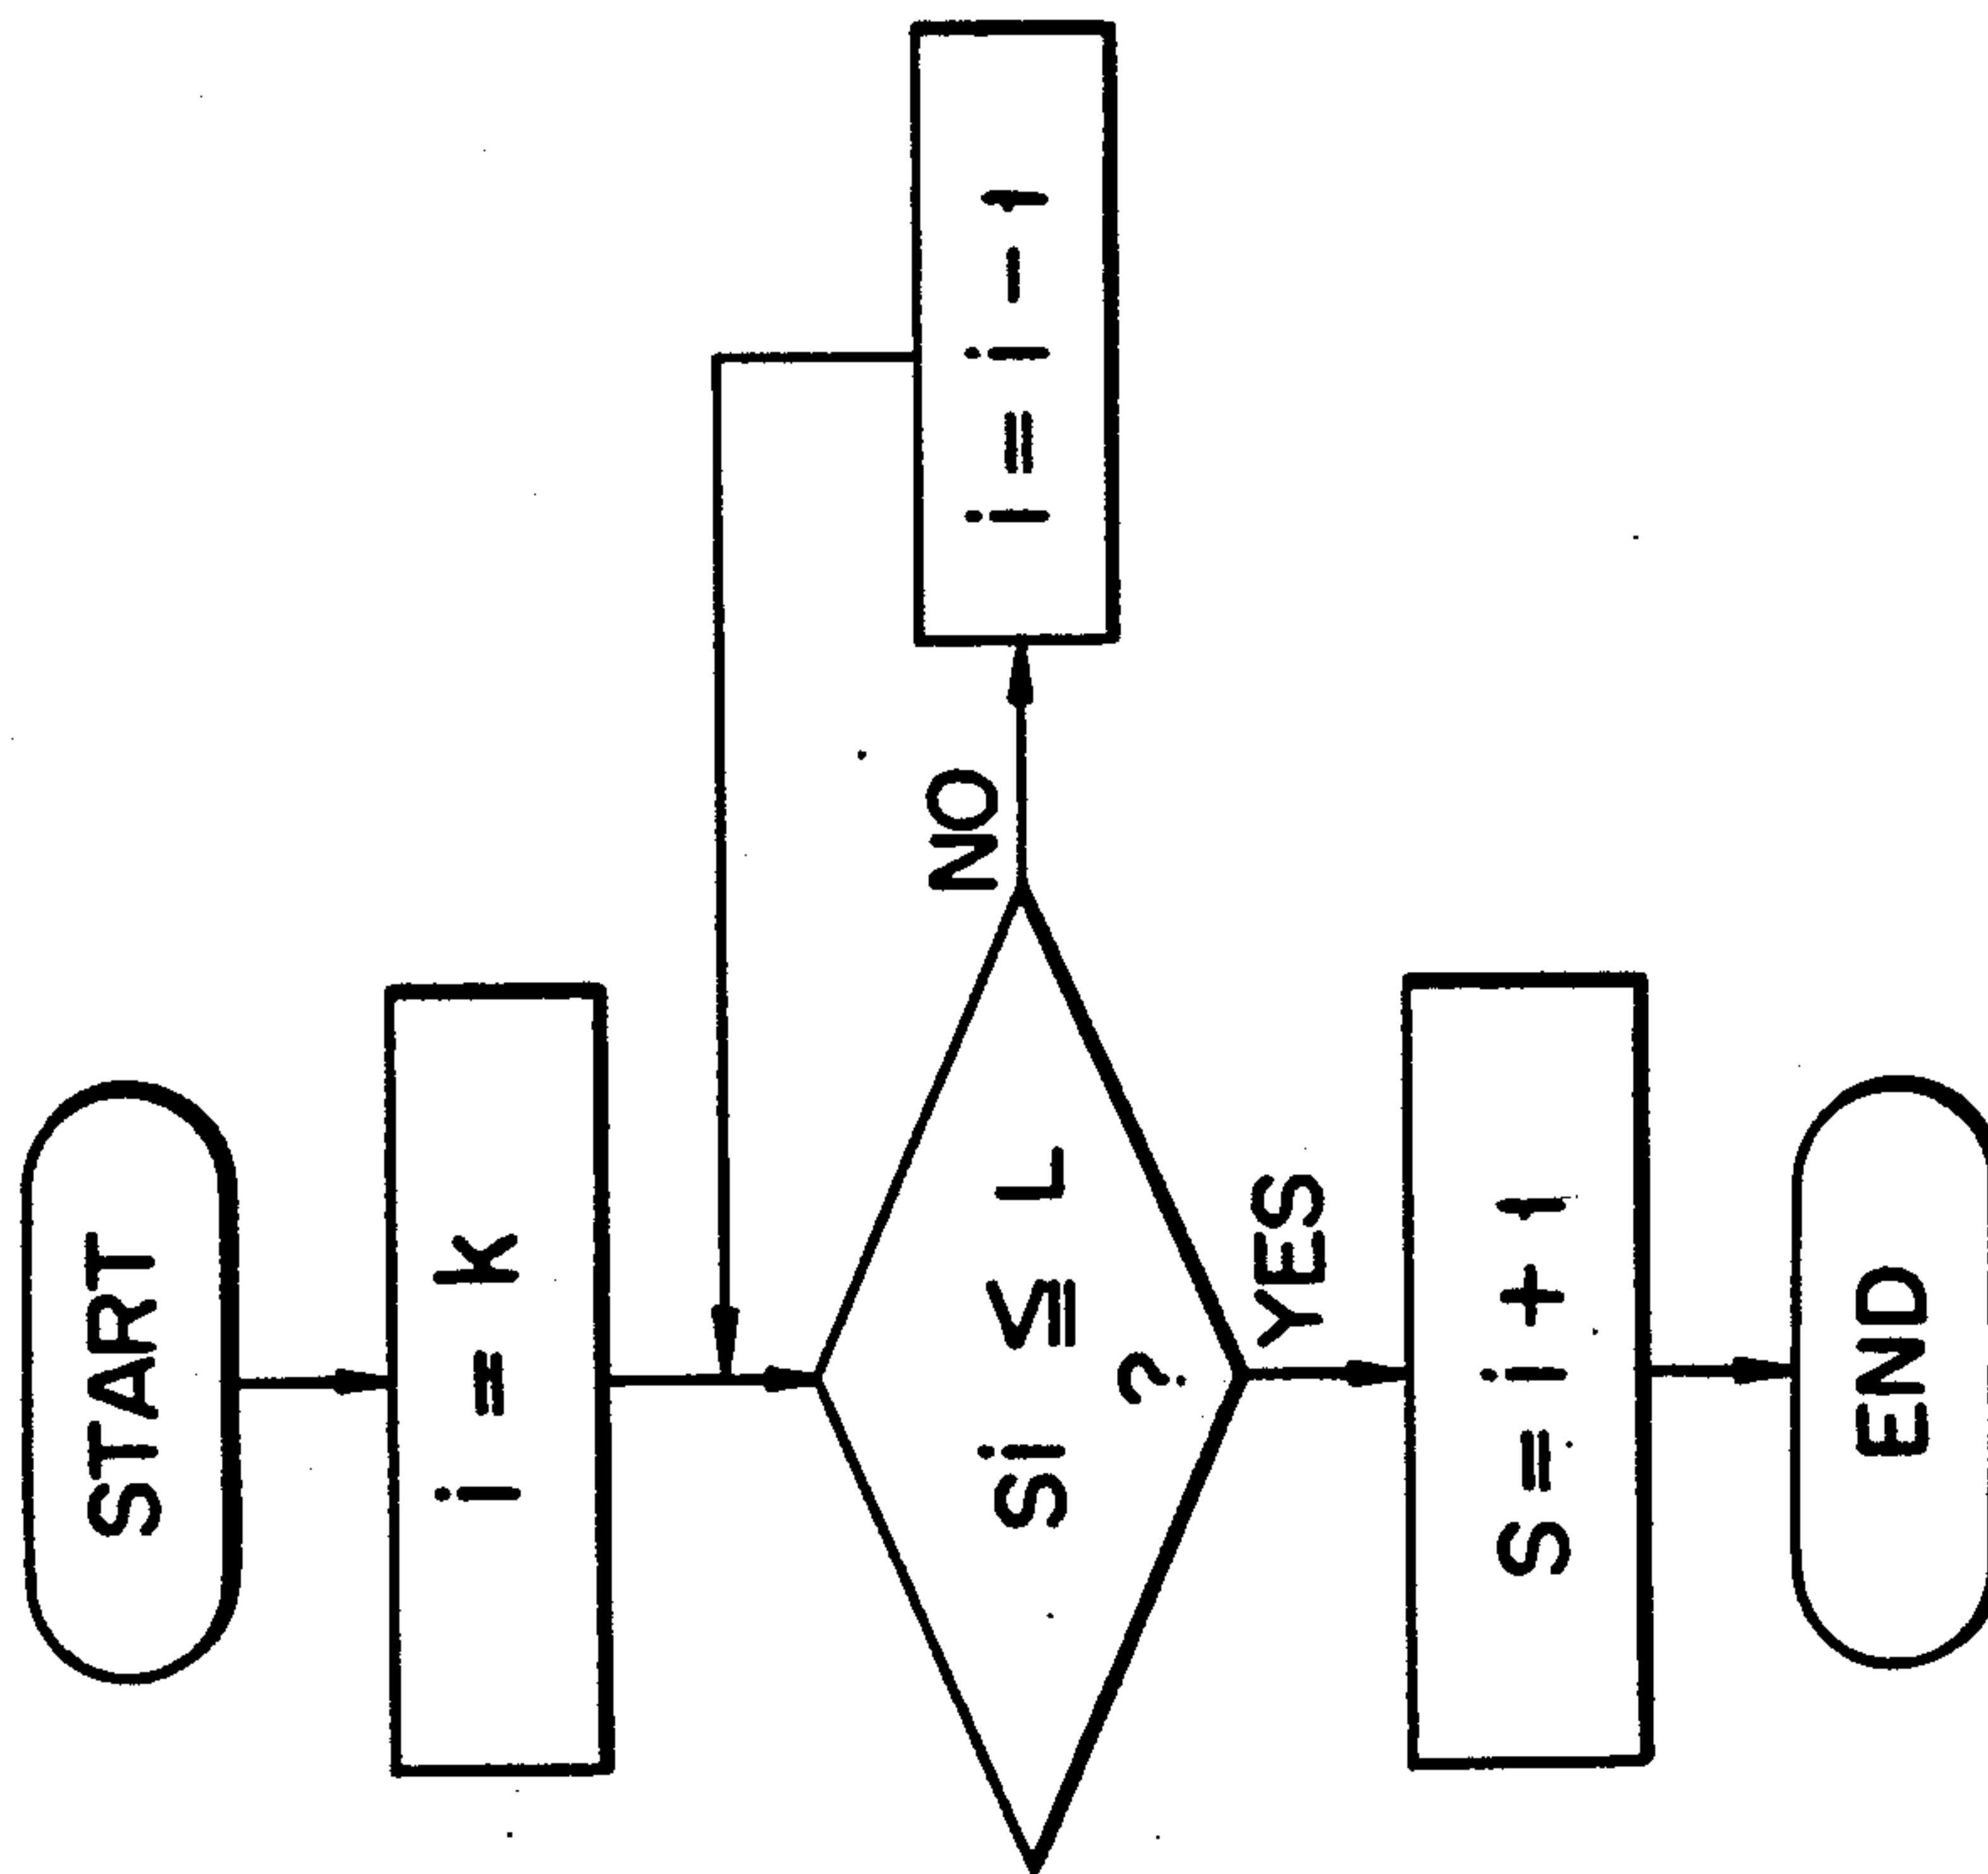 START
i = k
Si ≦ L
?
NO
i = i - 1
YES
S = i + 1
END